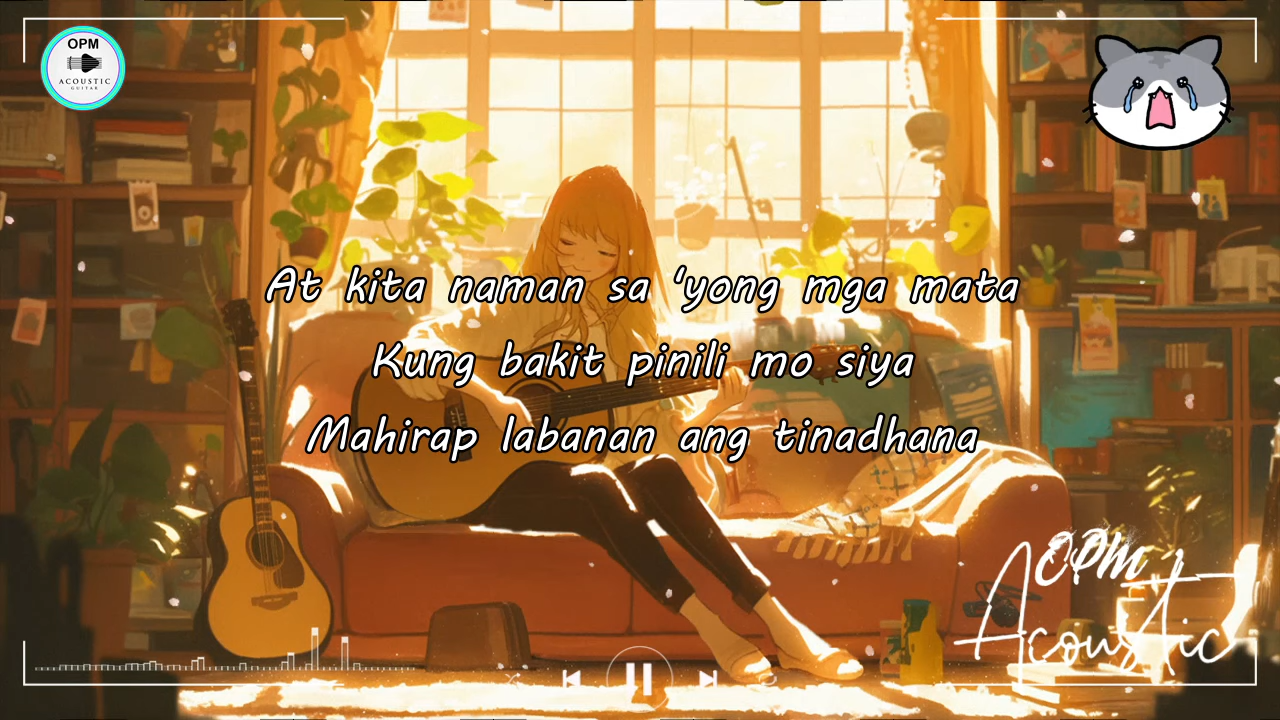 OPM
ACOUSTIC
GUITAR
At kita naman sa 'yong mga mata
Kung bakit pinili mo siya
Mahirap labanan ang tinadhana
OPM
Acoustic